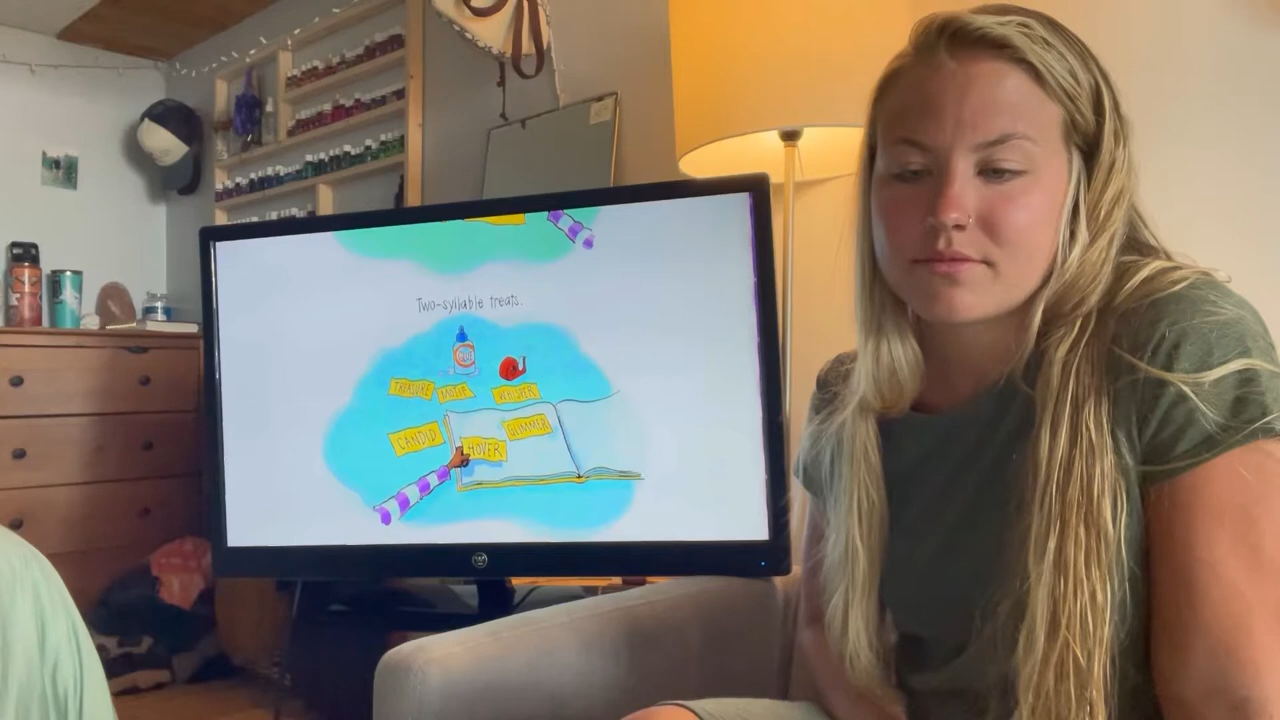 Two-syllable treats.
TREASURE
WHISPER
CANDID
GLIMMER
HOVER